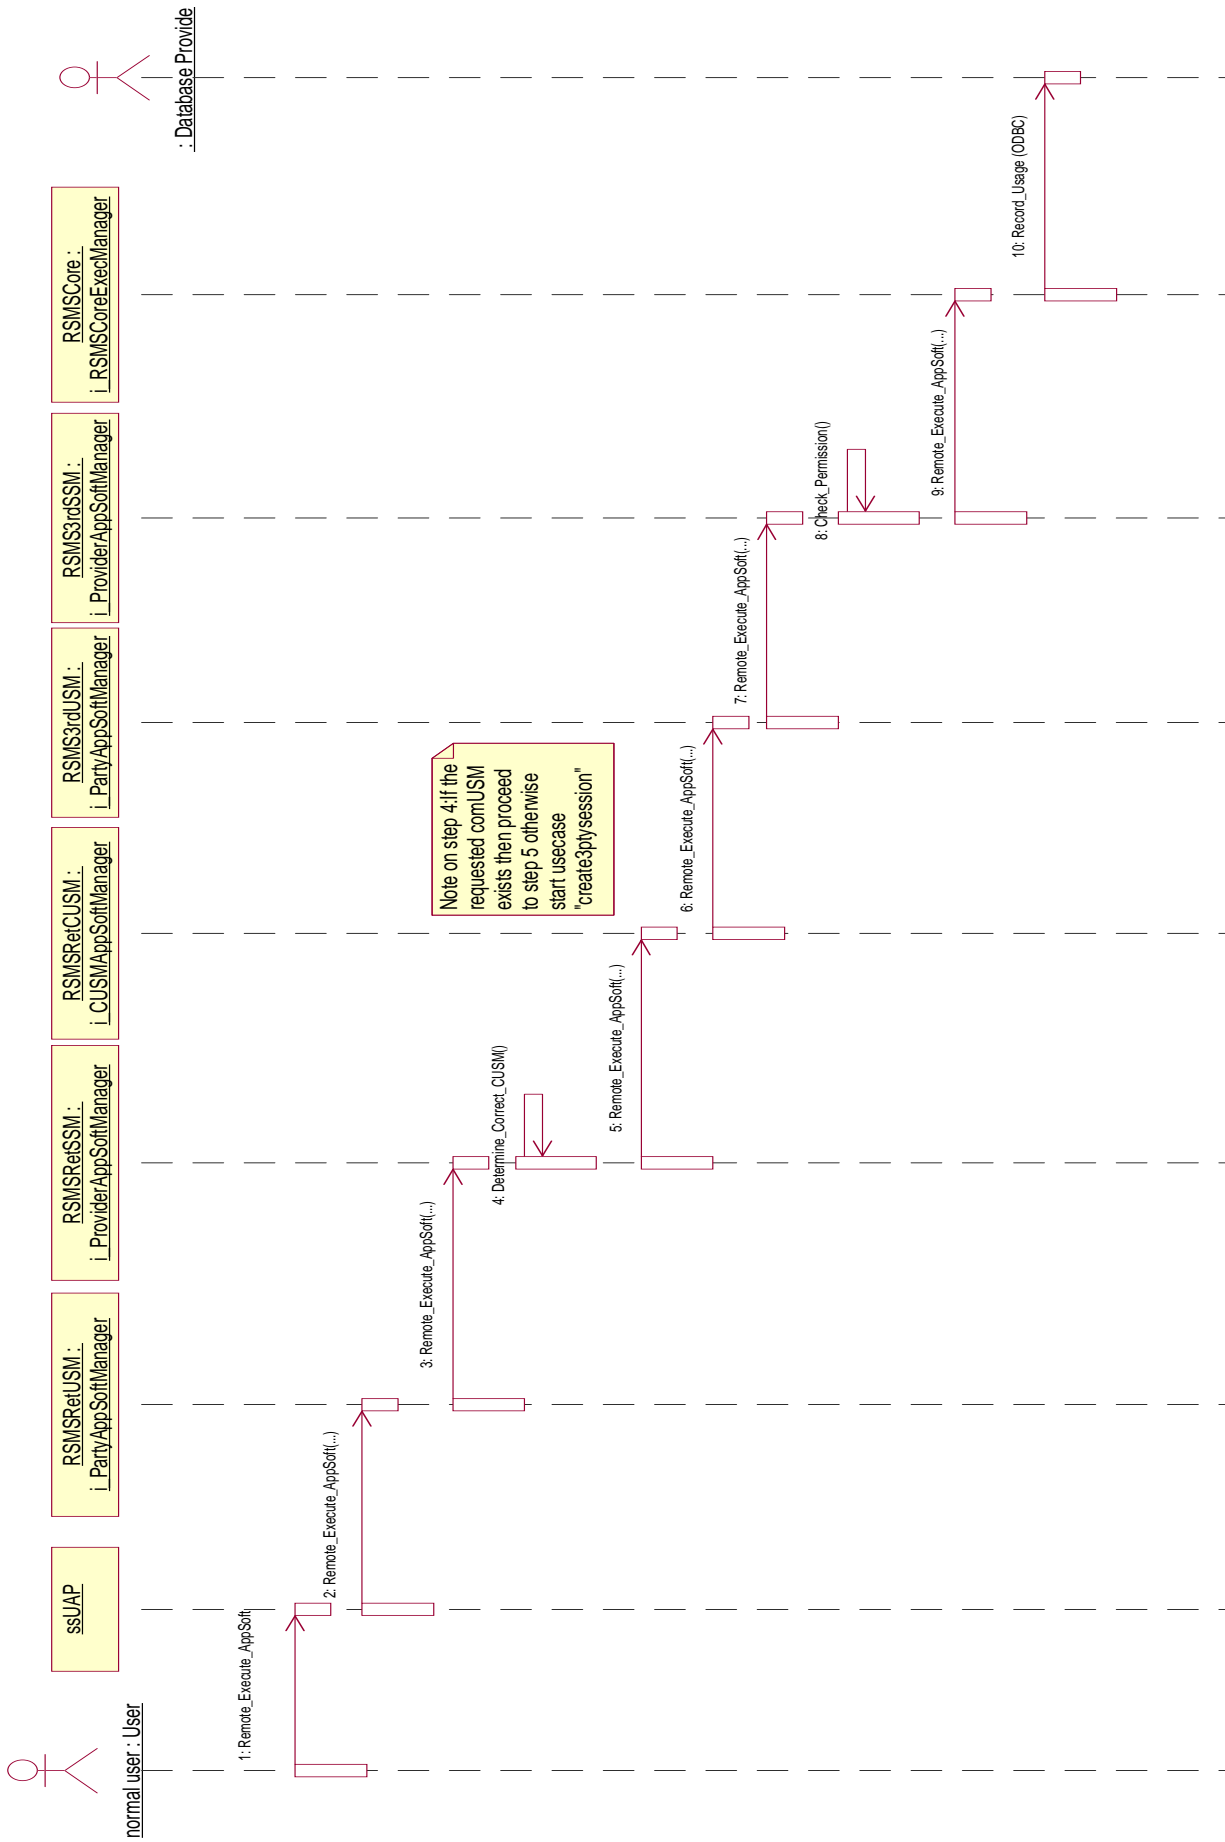 normal user : User
ssUAP
RSMSRetUSM :
i_PartyAppSoftManager
RSMSRetSSM :
i_ProviderAppSoftManager
RSMSRetCUSM :
i_CUSMAppSoftManager
RSMS3rdUSM :
i_PartyAppSoftManager
RSMS3rdSSM :
i_ProviderAppSoftManager
RSMSCore :
i_RSMSCoreExecManager
: Database Provide
1: Remote_Execute_AppSoft
2: Remote_Execute_AppSoft(...)
3: Remote_Execute_AppSoft(...)
Note on step 4:If the
requested comUSM
exists then proceed
to step 5 otherwise
start usecase
"create3ptysession"
4: Determine_Correct_CUSM()
5: Remote_Execute_AppSoft(...)
6: Remote_Execute_AppSoft(...)
7: Remote_Execute_AppSoft(...)
8: Check_Permission()
9: Remote_Execute_AppSoft(...)
10: Record_Usage (ODBC)